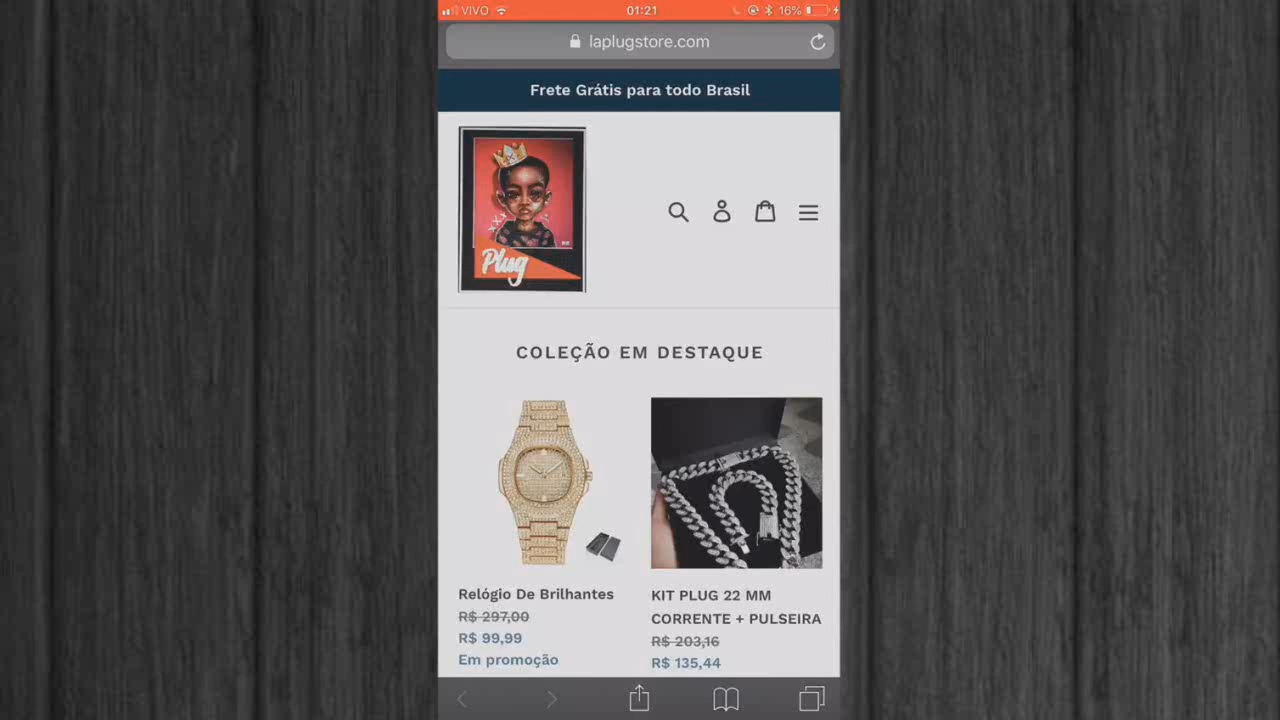 VIVO 01:21 16%
laplugstore.com
Frete Grátis para todo Brasil
Plug
COLEÇÃO EM DESTAQUE
Relógio De Brilhantes
R$ 297,00
R$ 99,99
Em promoção
KIT PLUG 22 MM
CORRENTE + PULSEIRA
R$ 203,16
R$ 135,44